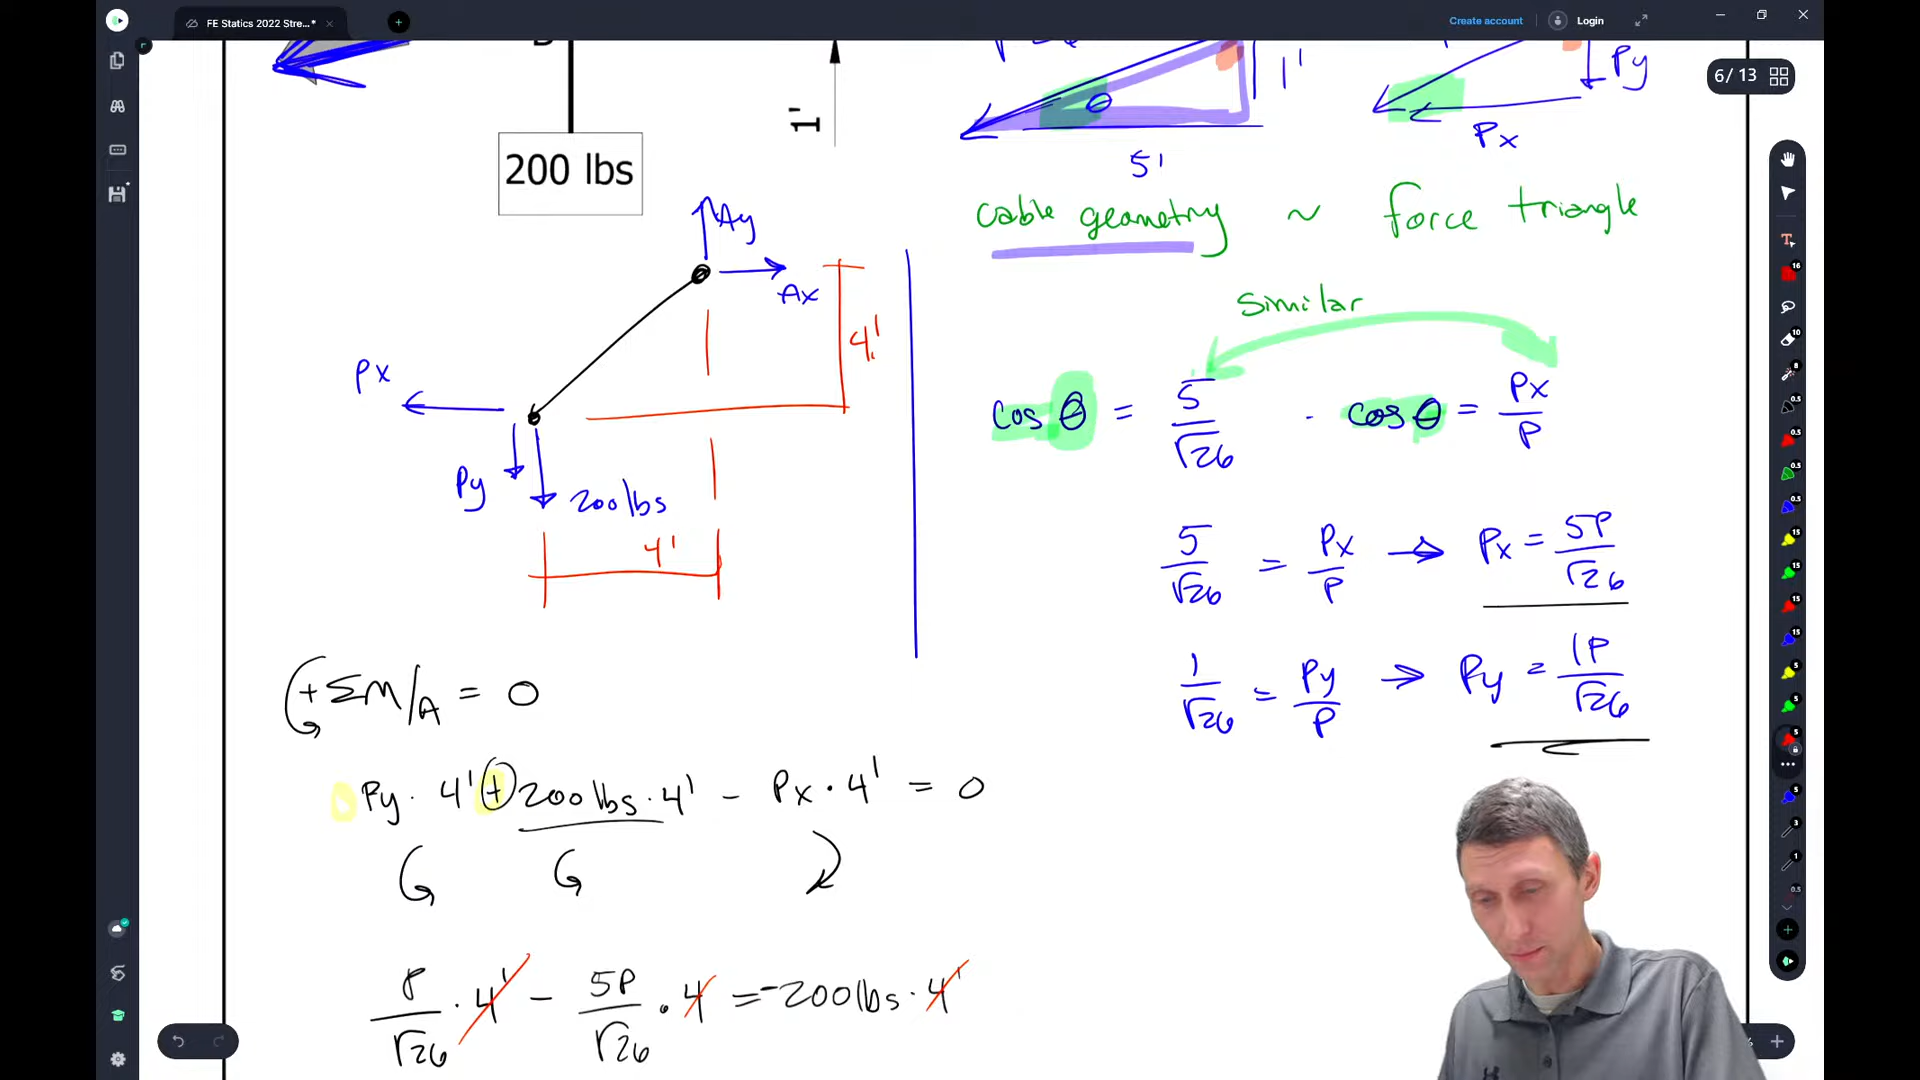 FE Statics 2022 Stre...*
Create account
Login
6 / 13
1'
Py
Px
5'
θ
1'
200 lbs
cable geometry ~ force triangle
Similar
Ay
Ax
4'
Px
Py
200 lbs
4'
cos θ = 5/√26 · cos θ = Px/P
5/√26 = Px/P → Px = 5P/√26
1/√26 = Py/P → Py = 1P/√26
+ΣM/A = 0
Py · 4' + 200 lbs · 4' - Px · 4' = 0
P/√26 · 4' - 5P/√26 · 4 = -200 lbs · 4'